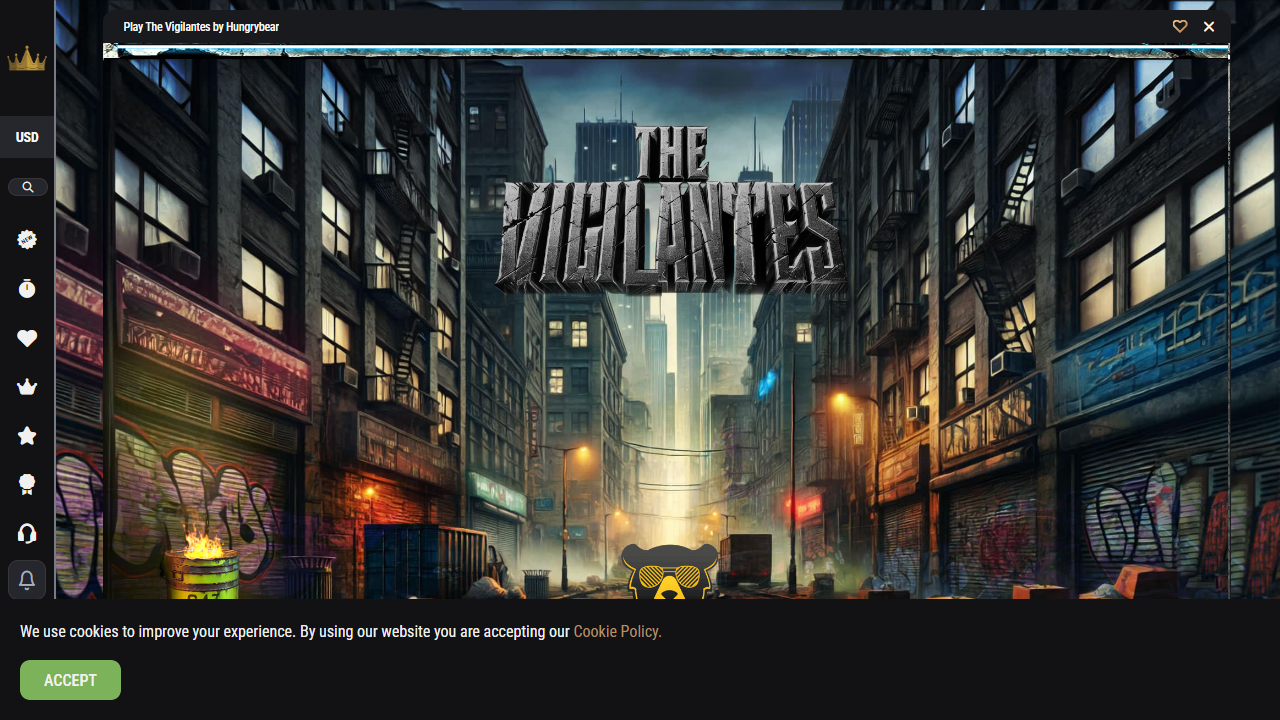 Play The Vigilantes by Hungrybear
USD
NEW
THE
VIGILANTES
We use cookies to improve your experience. By using our website you are accepting our Cookie Policy.
ACCEPT